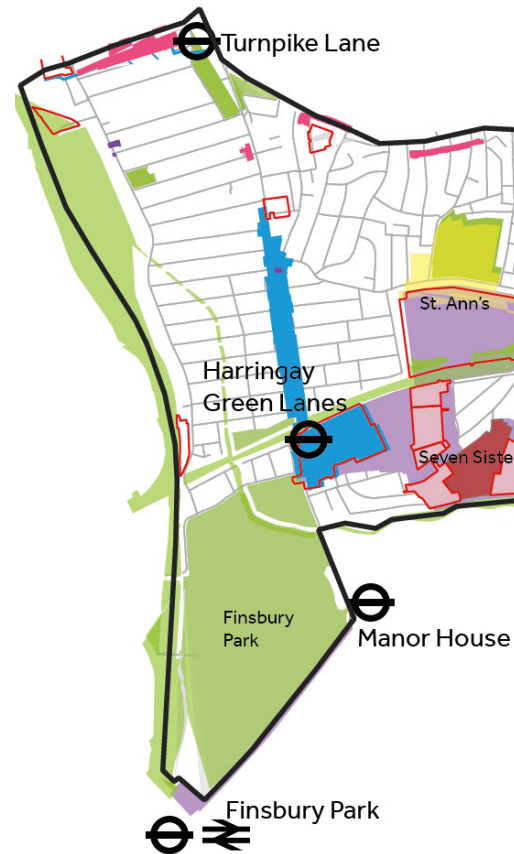 Turnpike Lane
St. Ann's
Harringay
Green Lanes
Seven Siste
Finsbury
Park
Manor House
Finsbury Park